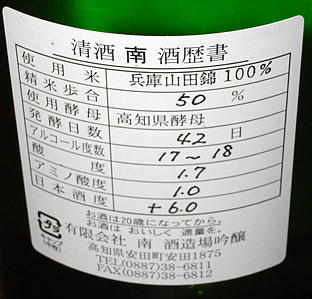 清酒 南 酒歴書
使用米 兵庫山田錦100%
精米歩合 50 %
使用酵母 高知県酵母
発酵日数 42 日
アルコール度数 17〜18
酸度 1.7
アミノ酸度 1.0
日本酒度 +6.0
お酒は20歳になってから。
お酒は おいしく 適量を。
有限会社 南 酒造場吟醸
高知県安田町安田1875
TEL(0887)38-6811
FAX(0887)38-6812